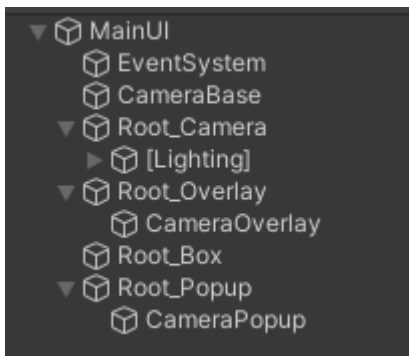 MainUI
EventSystem
CameraBase
Root_Camera
[Lighting]
Root_Overlay
CameraOverlay
Root_Box
Root_Popup
CameraPopup